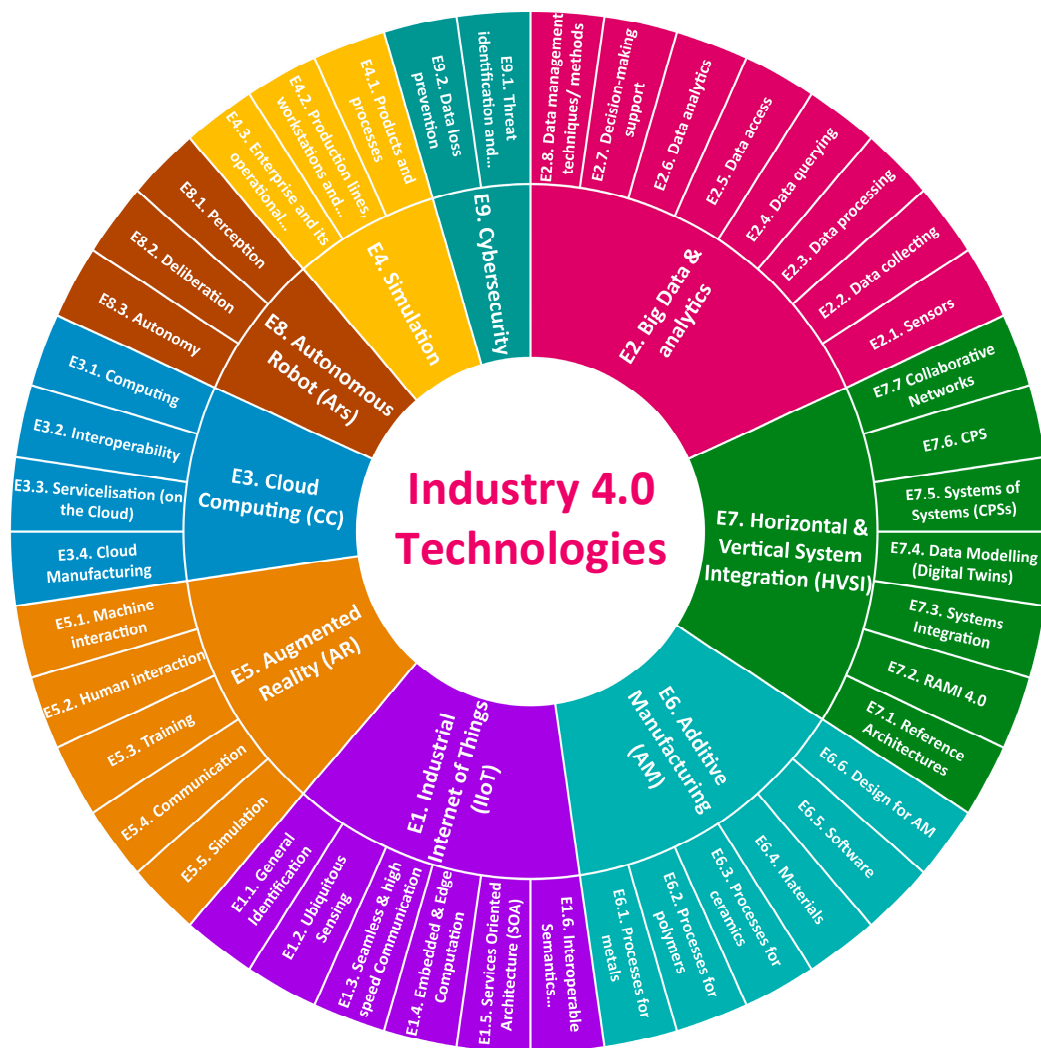 Industry 4.0
Technologies
E2. Big Data &
analytics
E2.8. Data management
techniques/ methods
E2.7. Decision-making
support
E2.6. Data analytics
E2.5. Data access
E2.4. Data querying
E2.3. Data processing
E2.2. Data collecting
E2.1. Sensors
E7. Horizontal &
Vertical System
Integration (HVSI)
E7.7 Collaborative
Networks
E7.6. CPS
E7.5. Systems of
Systems (CPSs)
E7.4. Data Modelling
(Digital Twins)
E7.3. Systems
Integration
E7.2. RAMI 4.0
E7.1. Reference
Architectures
E6. Additive
Manufacturing
(AM)
E6.6. Design for AM
E6.5. Software
E6.4. Materials
E6.3. Processes for
ceramics
E6.2. Processes for
polymers
E6.1. Processes for
metals
E1. Industrial
Internet of Things
(IIoT)
E1.6. Interoperable
Semantics...
E1.5. Services Oriented
Architecture (SOA)
E1.4. Embedded & Edge
Computation
E1.3. Seamless & high
speed Communication
E1.2. Ubiquitous
Sensing
E1.1. General
Identification
E5. Augmented
Reality (AR)
E5.5. Simulation
E5.4. Communication
E5.3. Training
E5.2. Human interaction
E5.1. Machine
interaction
E3. Cloud
Computing (CC)
E3.4. Cloud
Manufacturing
E3.3. Servicelisation (on
the Cloud)
E3.2. Interoperability
E3.1. Computing
E8. Autonomous
Robot (Ars)
E8.3. Autonomy
E8.2. Deliberation
E8.1. Perception
E4. Simulation
E4.3. Enterprise and its
operational...
E4.2. Production lines,
workstations and...
E4.1. Products and
processes
E9. Cybersecurity
E9.2. Data loss
prevention
E9.1. Threat
identification and...